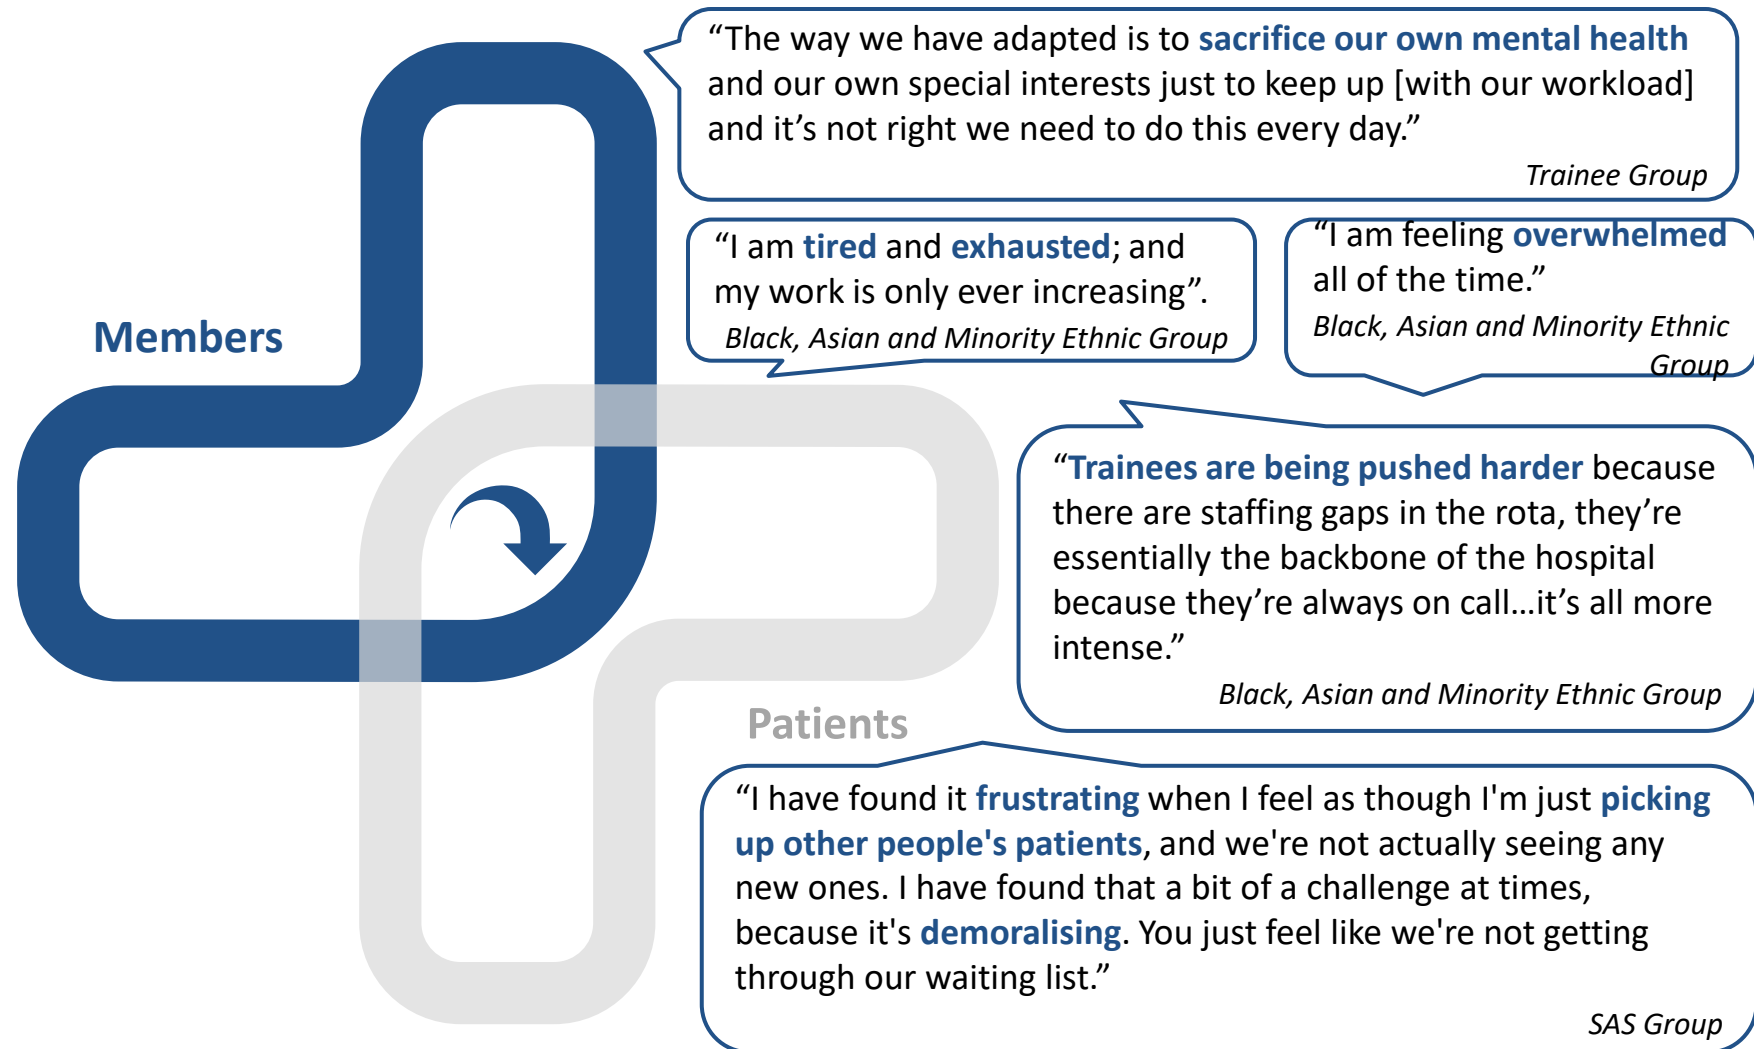 “The way we have adapted is to sacrifice our own mental health
and our own special interests just to keep up [with our workload]
and it’s not right we need to do this every day.”
Trainee Group
“I am tired and exhausted; and
my work is only ever increasing”.
Black, Asian and Minority Ethnic Group
“I am feeling overwhelmed
all of the time.”
Black, Asian and Minority Ethnic
Group
Members
“Trainees are being pushed harder because
there are staffing gaps in the rota, they’re
essentially the backbone of the hospital
because they’re always on call…it’s all more
intense.”
Black, Asian and Minority Ethnic Group
Patients
“I have found it frustrating when I feel as though I'm just picking
up other people's patients, and we're not actually seeing any
new ones. I have found that a bit of a challenge at times,
because it's demoralising. You just feel like we're not getting
through our waiting list.”
SAS Group